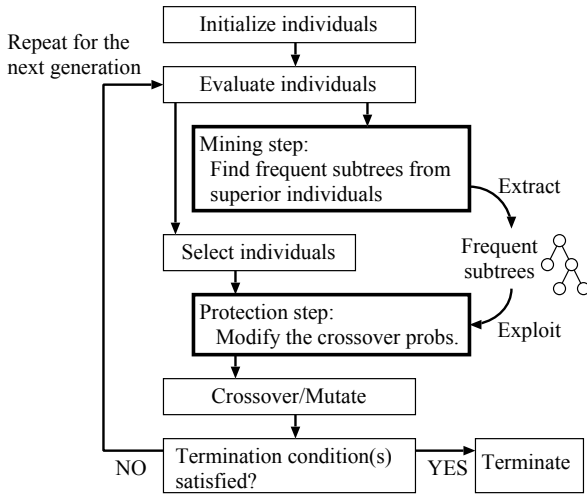 Initialize individuals
Repeat for the
next generation
Evaluate individuals
Mining step:
Find frequent subtrees from
superior individuals
Extract
Frequent
subtrees
Select individuals
Protection step:
Modify the crossover probs.
Exploit
Crossover/Mutate
Termination condition(s)
satisfied?
NO
YES
Terminate